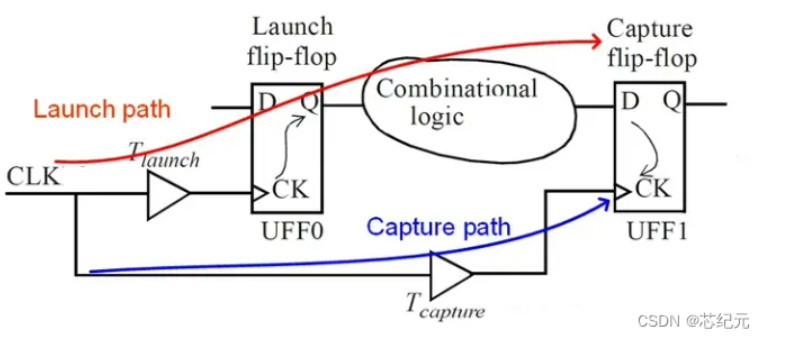 Launch
flip-flop
Capture
flip-flop
Launch path
D
Q
Combinational
logic
D
Q
T launch
CLK
CK
CK
UFF0
Capture path
UFF1
T capture
CSDN @芯纪元